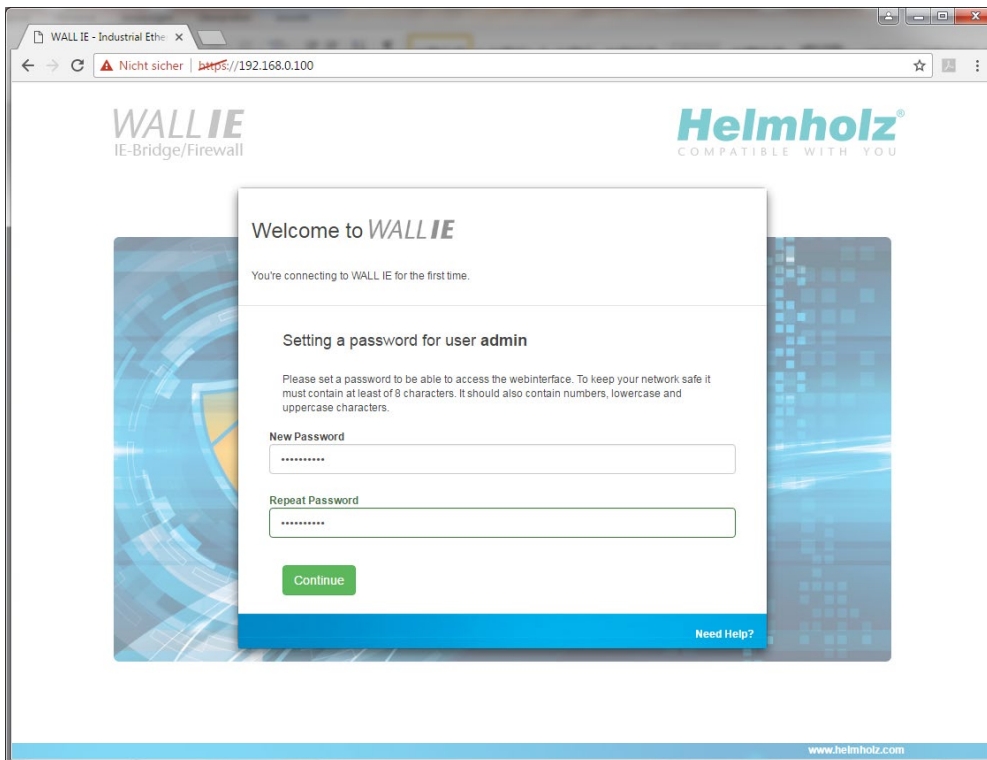 WALL IE - Industrial Ethe
Nicht sicher | https://192.168.0.100
WALL IE
IE-Bridge/Firewall
Helmholz®
COMPATIBLE WITH YOU
Welcome to WALL IE
You're connecting to WALL IE for the first time.
Setting a password for user admin
Please set a password to be able to access the webinterface. To keep your network safe it
must contain at least of 8 characters. It should also contain numbers, lowercase and
uppercase characters.
New Password
••••••••••
Repeat Password
••••••••••
Continue
Need Help?
www.helmholz.com